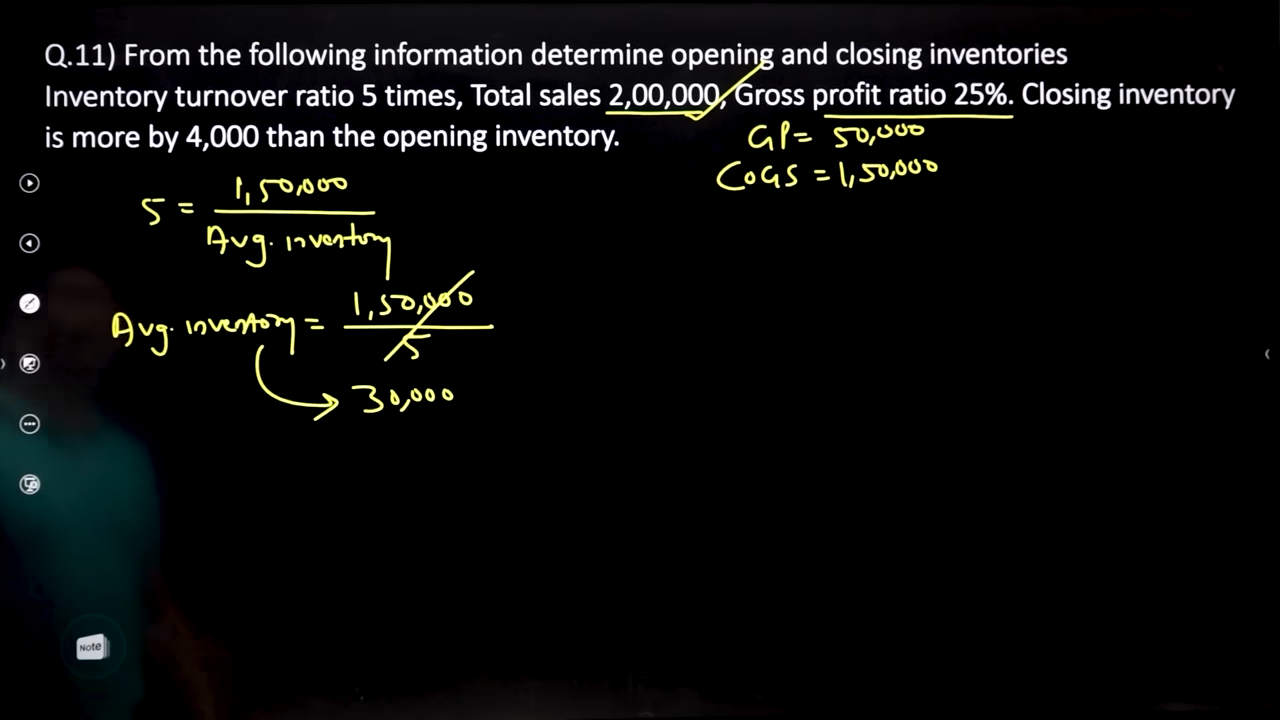 Q.11) From the following information determine opening and closing inventories
Inventory turnover ratio 5 times, Total sales 2,00,000, Gross profit ratio 25%. Closing inventory
is more by 4,000 than the opening inventory.
GP = 50,000
COGS = 1,50,000
5 = 1,50,000
Avg. inventory
Avg. inventory = 1,50,000
5
30,000
Note